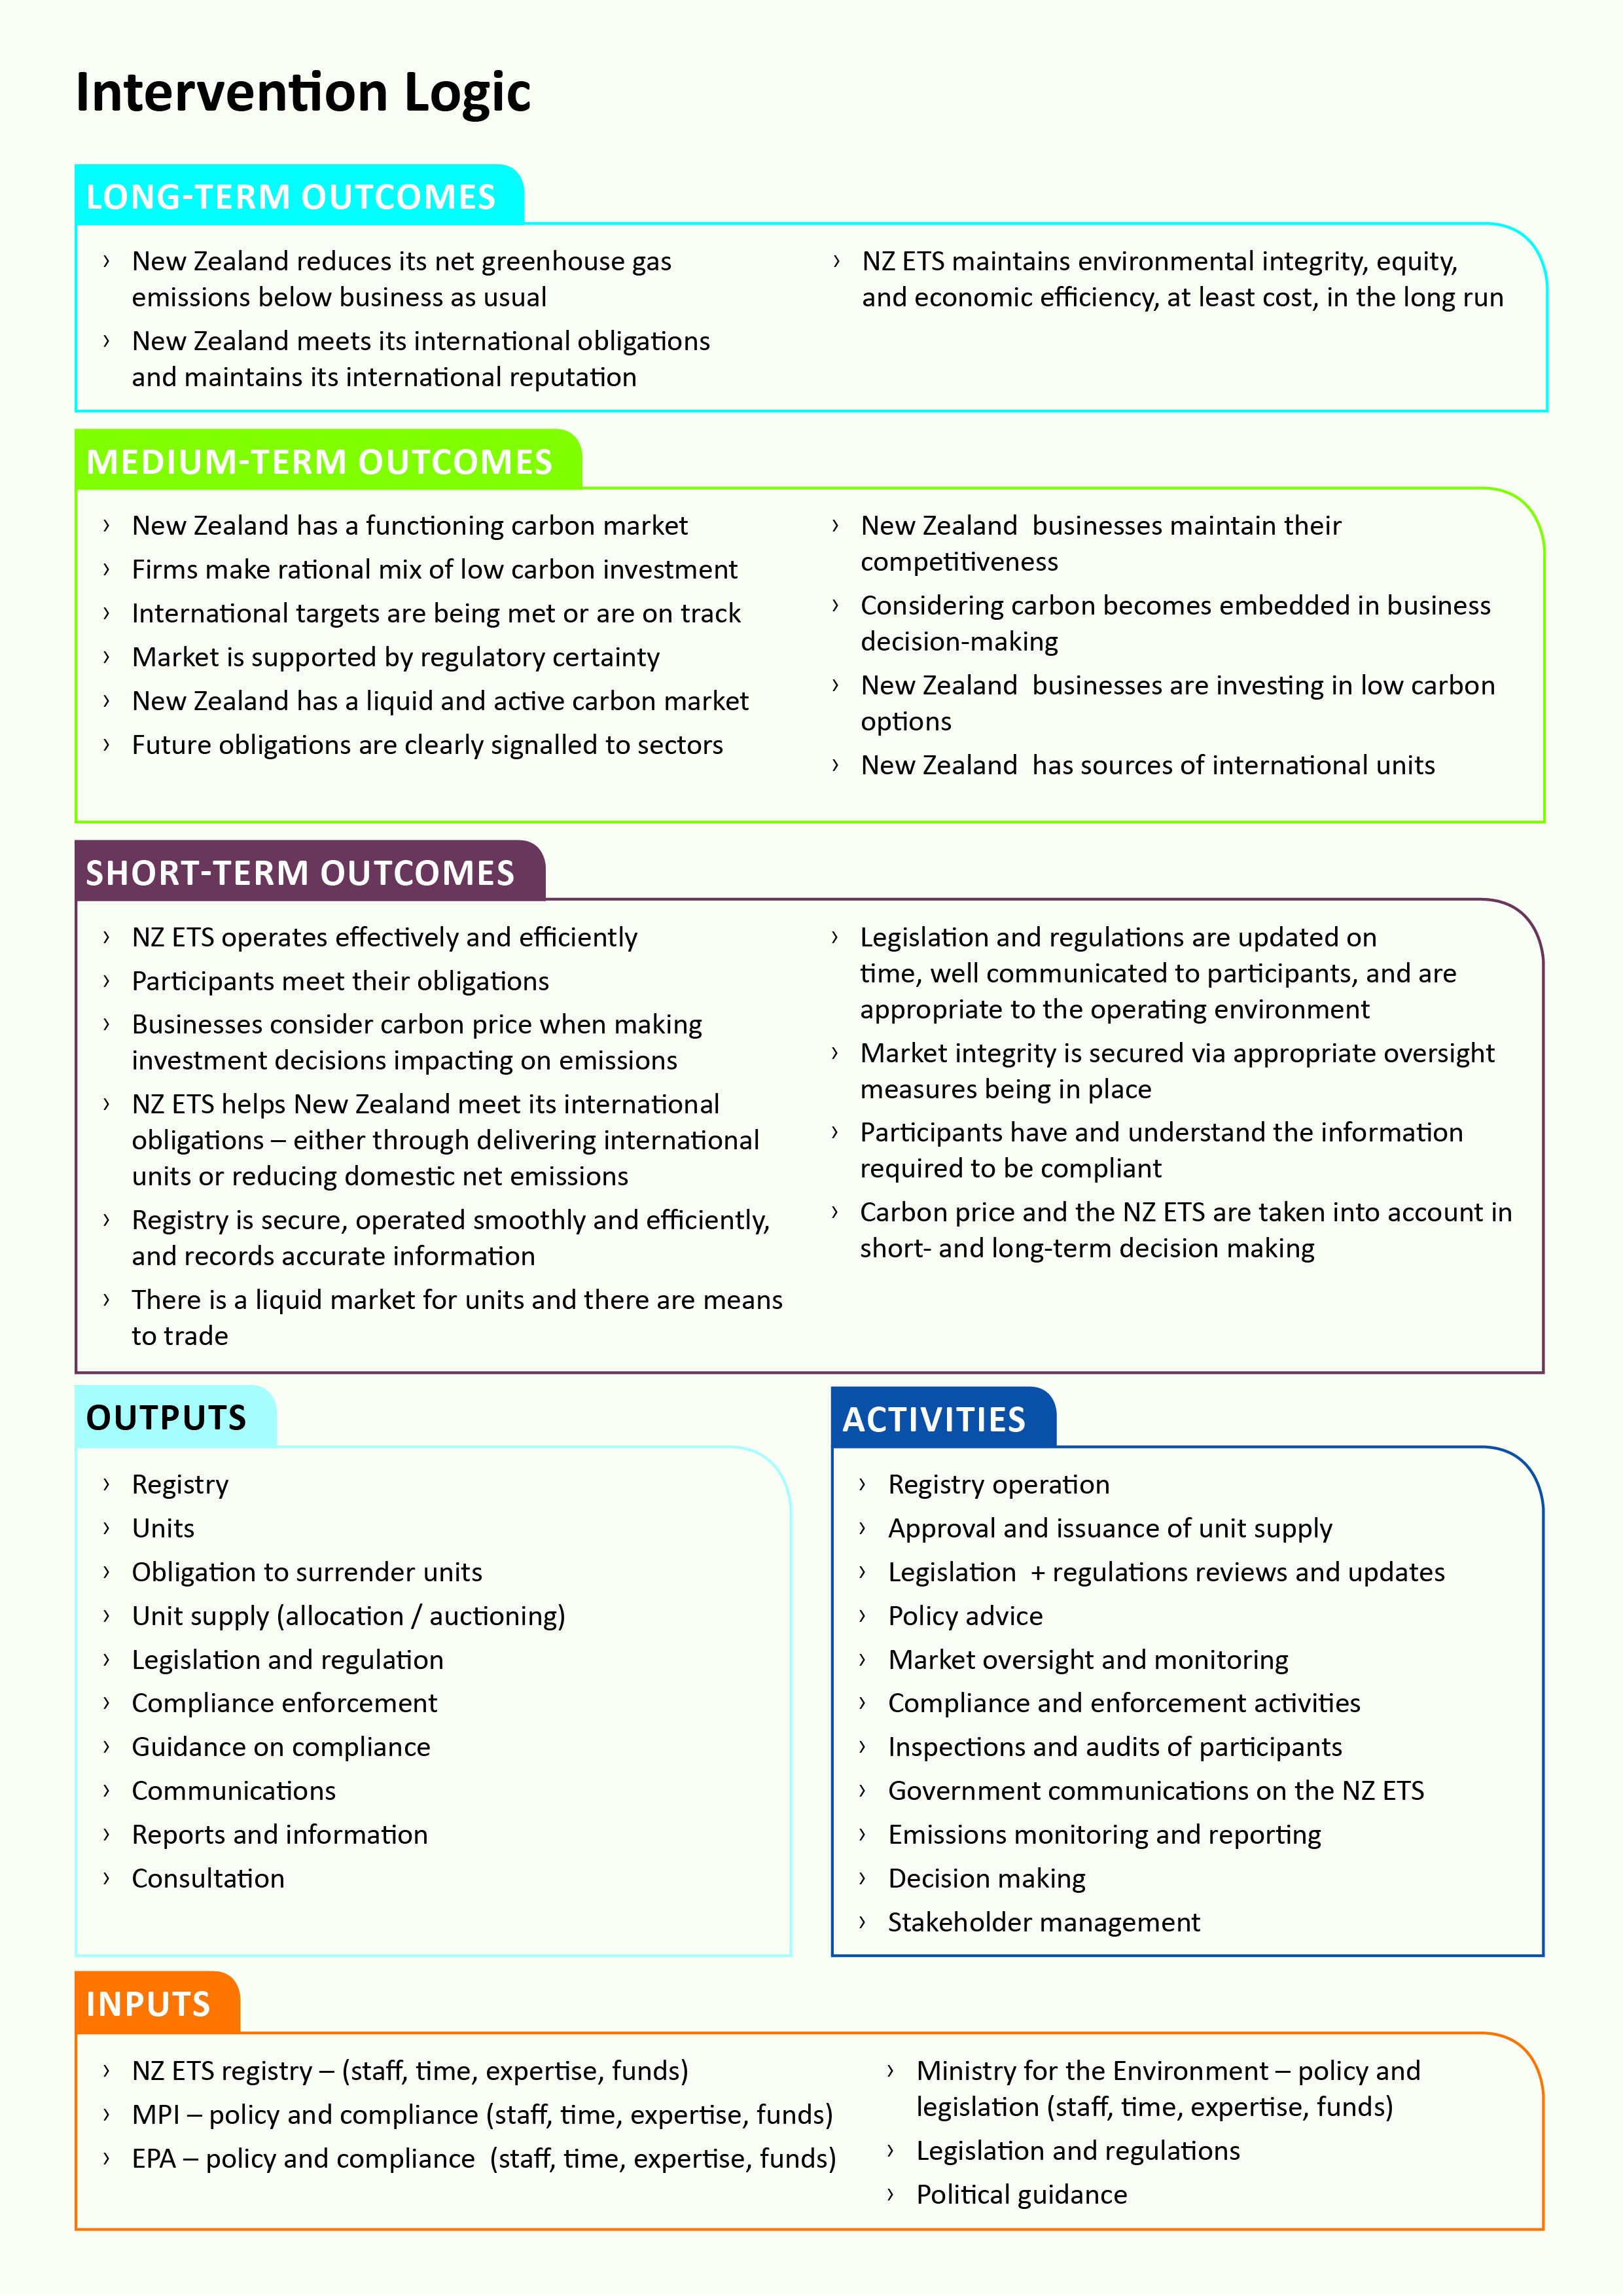 Intervention Logic
LONG-TERM OUTCOMES
› New Zealand reduces its net greenhouse gas
emissions below business as usual
› New Zealand meets its international obligations
and maintains its international reputation
› NZ ETS maintains environmental integrity, equity,
and economic efficiency, at least cost, in the long run
MEDIUM-TERM OUTCOMES
› New Zealand has a functioning carbon market
› Firms make rational mix of low carbon investment
› International targets are being met or are on track
› Market is supported by regulatory certainty
› New Zealand has a liquid and active carbon market
› Future obligations are clearly signalled to sectors
› New Zealand  businesses maintain their
competitiveness
› Considering carbon becomes embedded in business
decision-making
› New Zealand  businesses are investing in low carbon
options
› New Zealand  has sources of international units
SHORT-TERM OUTCOMES
› NZ ETS operates effectively and efficiently
› Participants meet their obligations
› Businesses consider carbon price when making
investment decisions impacting on emissions
› NZ ETS helps New Zealand meet its international
obligations – either through delivering international
units or reducing domestic net emissions
› Registry is secure, operated smoothly and efficiently,
and records accurate information
› There is a liquid market for units and there are means
to trade
› Legislation and regulations are updated on
time, well communicated to participants, and are
appropriate to the operating environment
› Market integrity is secured via appropriate oversight
measures being in place
› Participants have and understand the information
required to be compliant
› Carbon price and the NZ ETS are taken into account in
short- and long-term decision making
OUTPUTS
› Registry
› Units
› Obligation to surrender units
› Unit supply (allocation / auctioning)
› Legislation and regulation
› Compliance enforcement
› Guidance on compliance
› Communications
› Reports and information
› Consultation
ACTIVITIES
› Registry operation
› Approval and issuance of unit supply
› Legislation  + regulations reviews and updates
› Policy advice
› Market oversight and monitoring
› Compliance and enforcement activities
› Inspections and audits of participants
› Government communications on the NZ ETS
› Emissions monitoring and reporting
› Decision making
› Stakeholder management
INPUTS
› NZ ETS registry – (staff, time, expertise, funds)
› MPI – policy and compliance (staff, time, expertise, funds)
› EPA – policy and compliance  (staff, time, expertise, funds)
› Ministry for the Environment – policy and
legislation (staff, time, expertise, funds)
› Legislation and regulations
› Political guidance